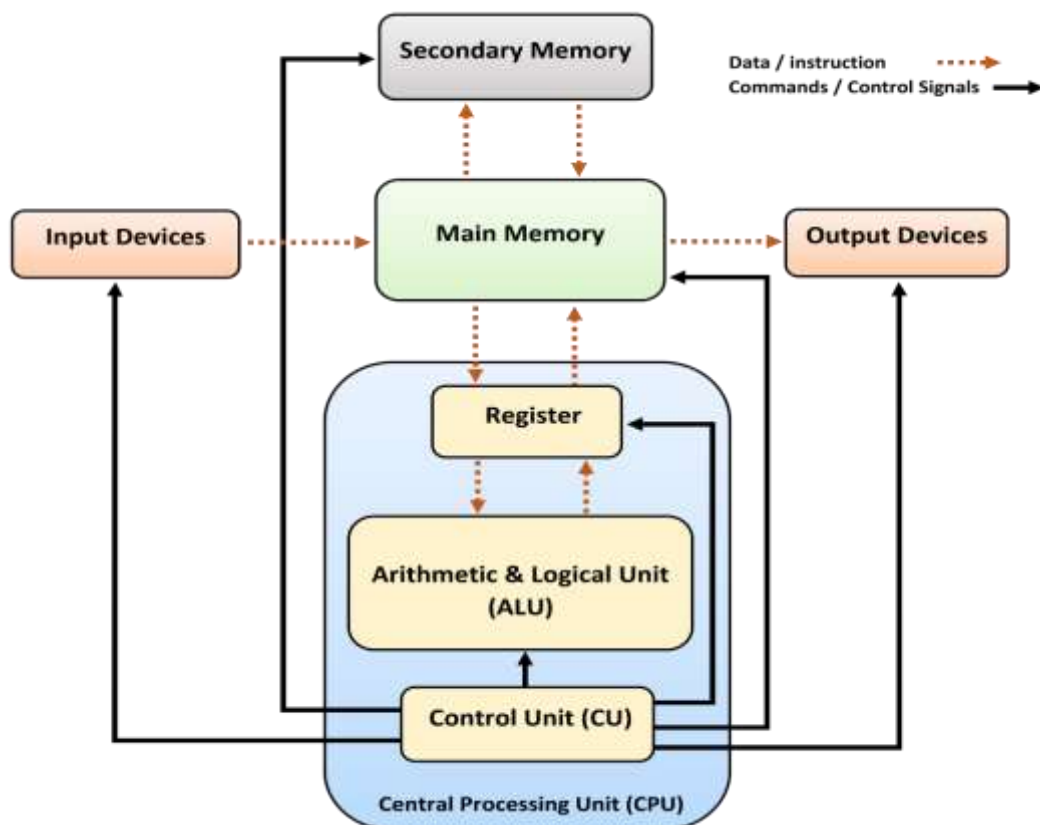 Secondary Memory
Data / instruction
Commands / Control Signals
Input Devices
Main Memory
Output Devices
Register
Arithmetic & Logical Unit
(ALU)
Control Unit (CU)
Central Processing Unit (CPU)